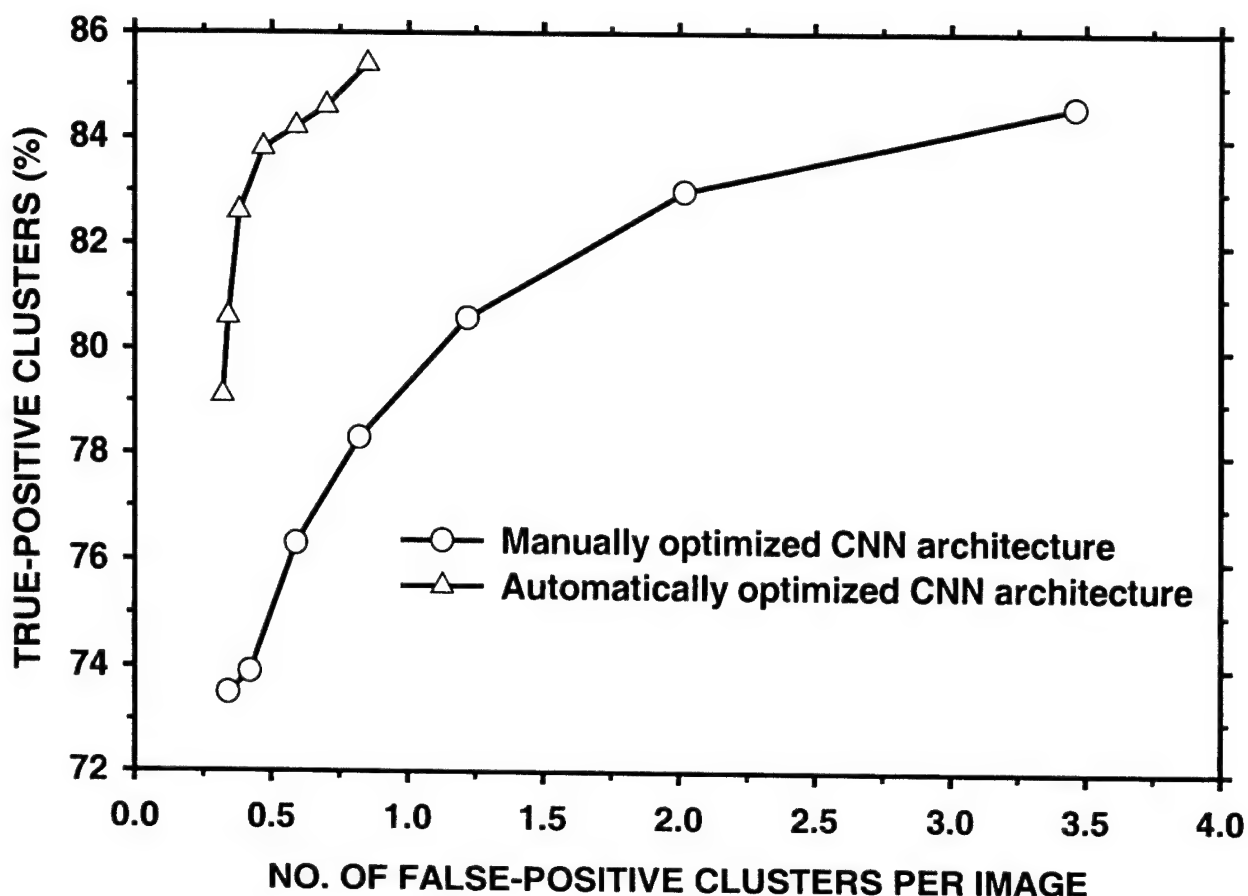 TRUE-POSITIVE CLUSTERS (%)
86
84
82
80
78
76
74
72
Manually optimized CNN architecture
Automatically optimized CNN architecture
0.0 0.5 1.0 1.5 2.0 2.5 3.0 3.5 4.0
NO. OF FALSE-POSITIVE CLUSTERS PER IMAGE